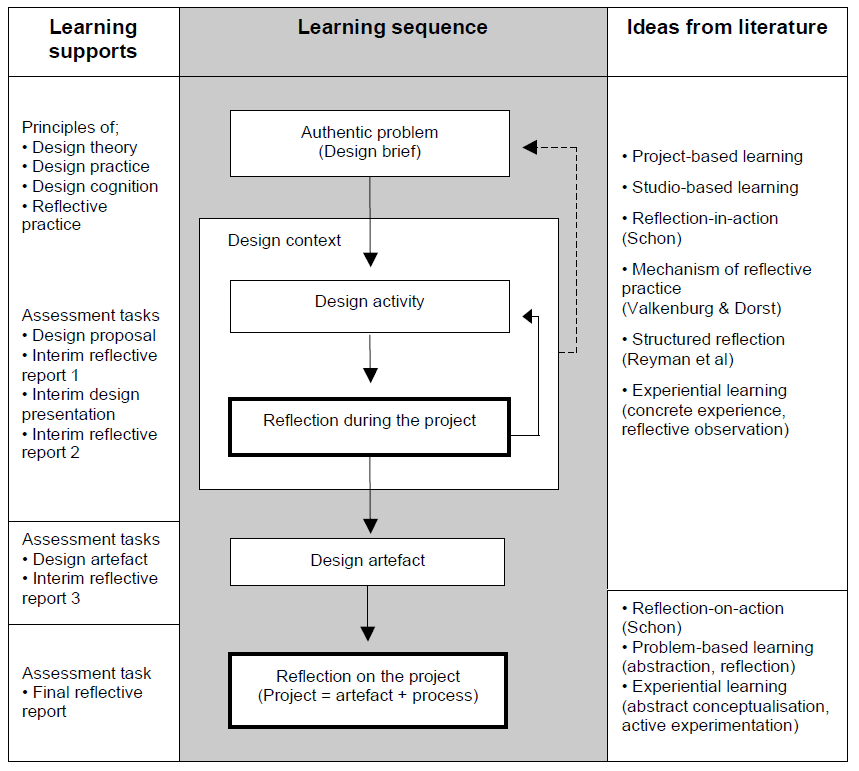 Learning
supports
Learning sequence
Ideas from literature
Principles of;
• Design theory
• Design practice
• Design cognition
• Reflective
practice
Assessment tasks
• Design proposal
• Interim reflective
report 1
• Interim design
presentation
• Interim reflective
report 2
Assessment tasks
• Design artefact
• Interim reflective
report 3
Assessment task
• Final reflective
report
Authentic problem
(Design brief)
Design context
Design activity
Reflection during the project
Design artefact
Reflection on the project
(Project = artefact + process)
• Project-based learning
• Studio-based learning
• Reflection-in-action
(Schon)
• Mechanism of reflective
practice
(Valkenburg & Dorst)
• Structured reflection
(Reyman et al)
• Experiential learning
(concrete experience,
reflective observation)
• Reflection-on-action
(Schon)
• Problem-based learning
(abstraction, reflection)
• Experiential learning
(abstract conceptualisation,
active experimentation)